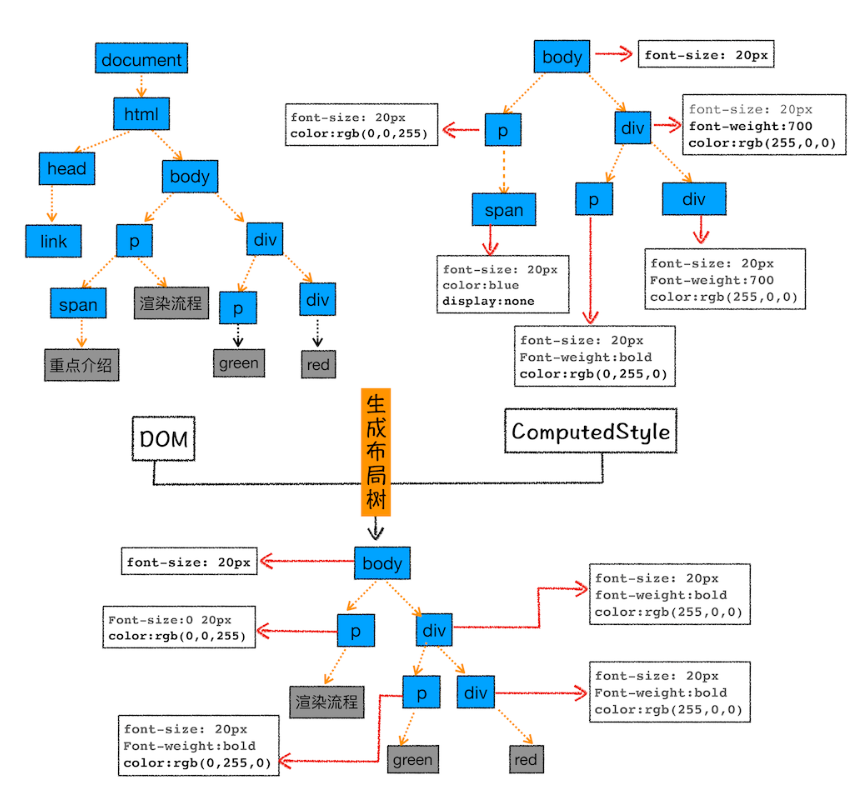 document
html
head
body
link
p
div
span
渲染流程
p
div
重点介绍
green
red
body
font-size: 20px
font-size: 20px
color:rgb(0,0,255)
p
div
font-size: 20px
font-weight:700
color:rgb(255,0,0)
span
p
div
font-size: 20px
color:blue
display:none
font-size: 20px
Font-weight:700
color:rgb(255,0,0)
font-size: 20px
Font-weight:bold
color:rgb(0,255,0)
DOM
生成布局树
ComputedStyle
font-size: 20px
body
font-size: 20px
font-weight:bold
color:rgb(255,0,0)
Font-size:0 20px
color:rgb(0,0,255)
p
div
渲染流程
p
div
font-size: 20px
Font-weight:bold
color:rgb(255,0,0)
font-size: 20px
Font-weight:bold
color:rgb(0,255,0)
green
red